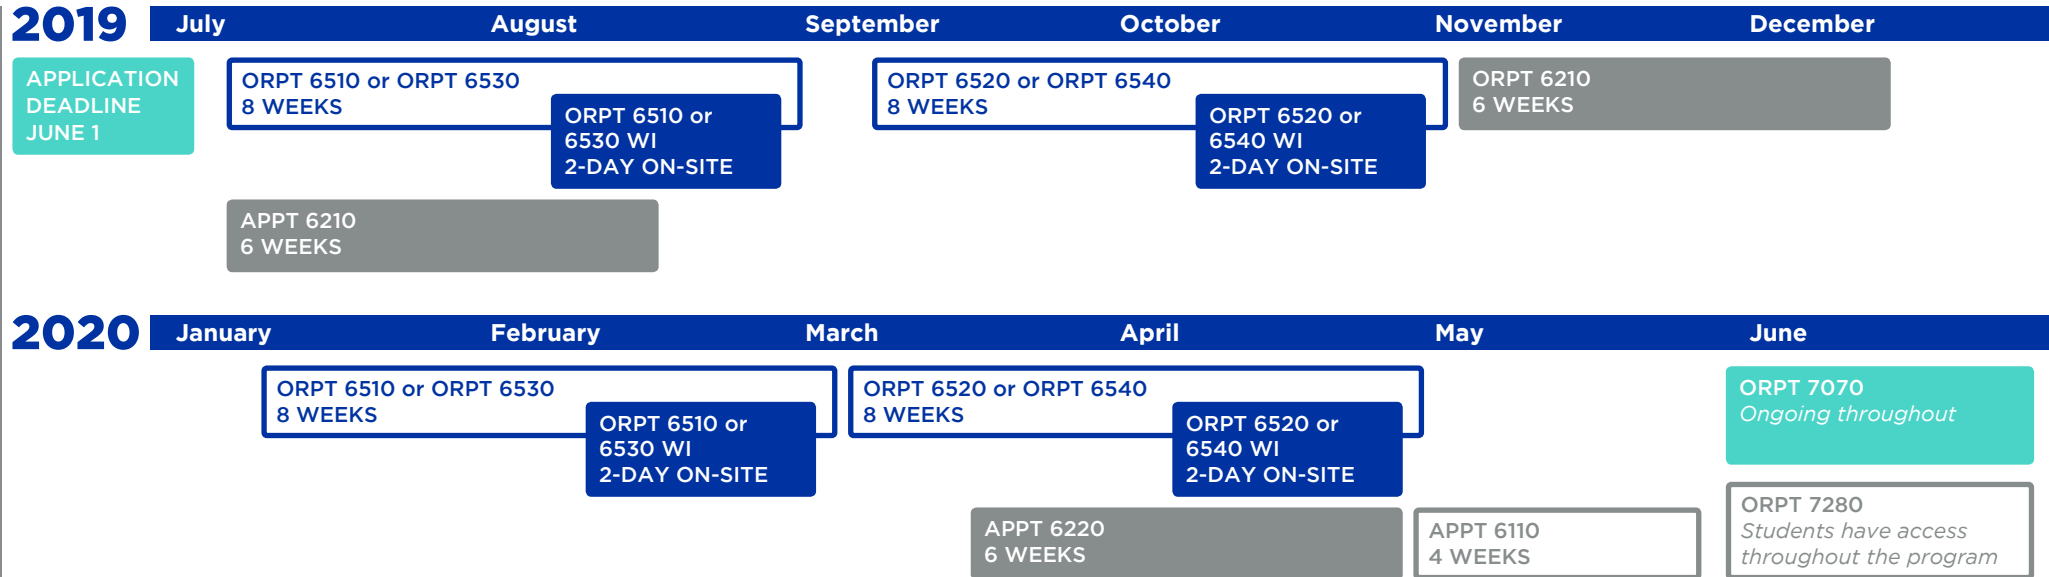 2019 July August September October November December
APPLICATION
DEADLINE
JUNE 1
ORPT 6510 or ORPT 6530
8 WEEKS
ORPT 6510 or
6530 WI
2-DAY ON-SITE
ORPT 6520 or ORPT 6540
8 WEEKS
ORPT 6520 or
6540 WI
2-DAY ON-SITE
ORPT 6210
6 WEEKS
APPT 6210
6 WEEKS
2020 January February March April May June
ORPT 6510 or ORPT 6530
8 WEEKS
ORPT 6510 or
6530 WI
2-DAY ON-SITE
ORPT 6520 or ORPT 6540
8 WEEKS
ORPT 6520 or
6540 WI
2-DAY ON-SITE
ORPT 7070
Ongoing throughout
APPT 6220
6 WEEKS
APPT 6110
4 WEEKS
ORPT 7280
Students have access
throughout the program